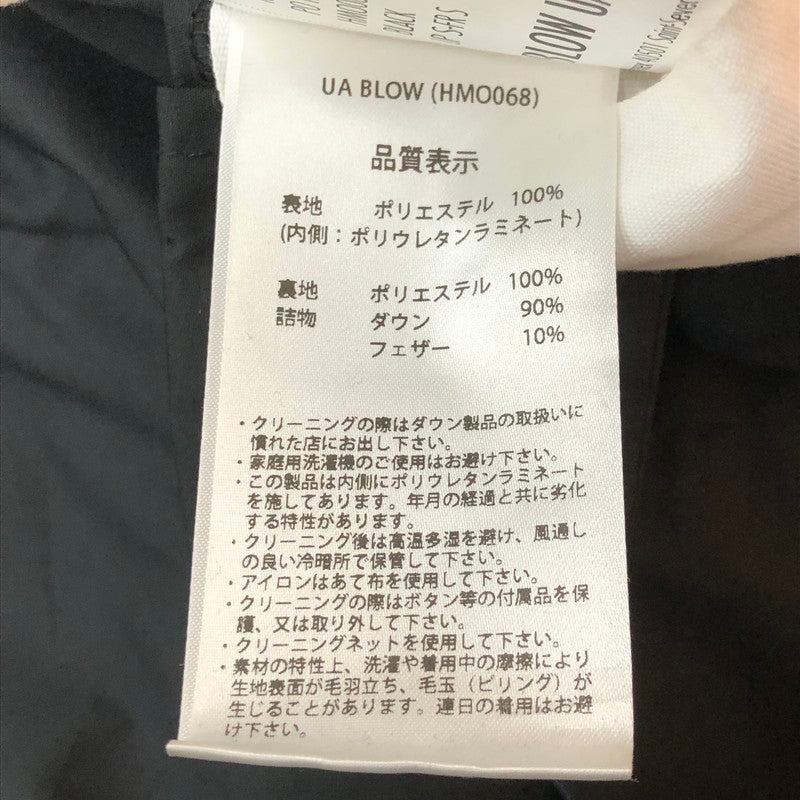 BLACK
BLOW U
40501 Saint-Sever
UA BLOW (HMO068)
品質表示
表地 ポリエステル 100%
(内側：ポリウレタンラミネート)
裏地 ポリエステル 100%
詰物 ダウン 90%
フェザー 10%
・クリーニングの際はダウン製品の取扱いに
慣れた店にお出し下さい。
・家庭用洗濯機のご使用はお避け下さい。
・この製品は内側にポリウレタンラミネート
を施してあります。年月の経過と共に劣化
する特性があります。
・クリーニング後は高温多湿を避け、風通し
の良い冷暗所で保管して下さい。
・アイロンはあて布を使用して下さい。
・クリーニングの際はボタン等の付属品を保
護、又は取り外して下さい。
・クリーニングネットを使用して下さい。
・素材の特性上、洗濯や着用中の摩擦により
生地表面が毛羽立ち、毛玉（ピリング）が
生じることがあります。連日の着用はお避
け下さい。